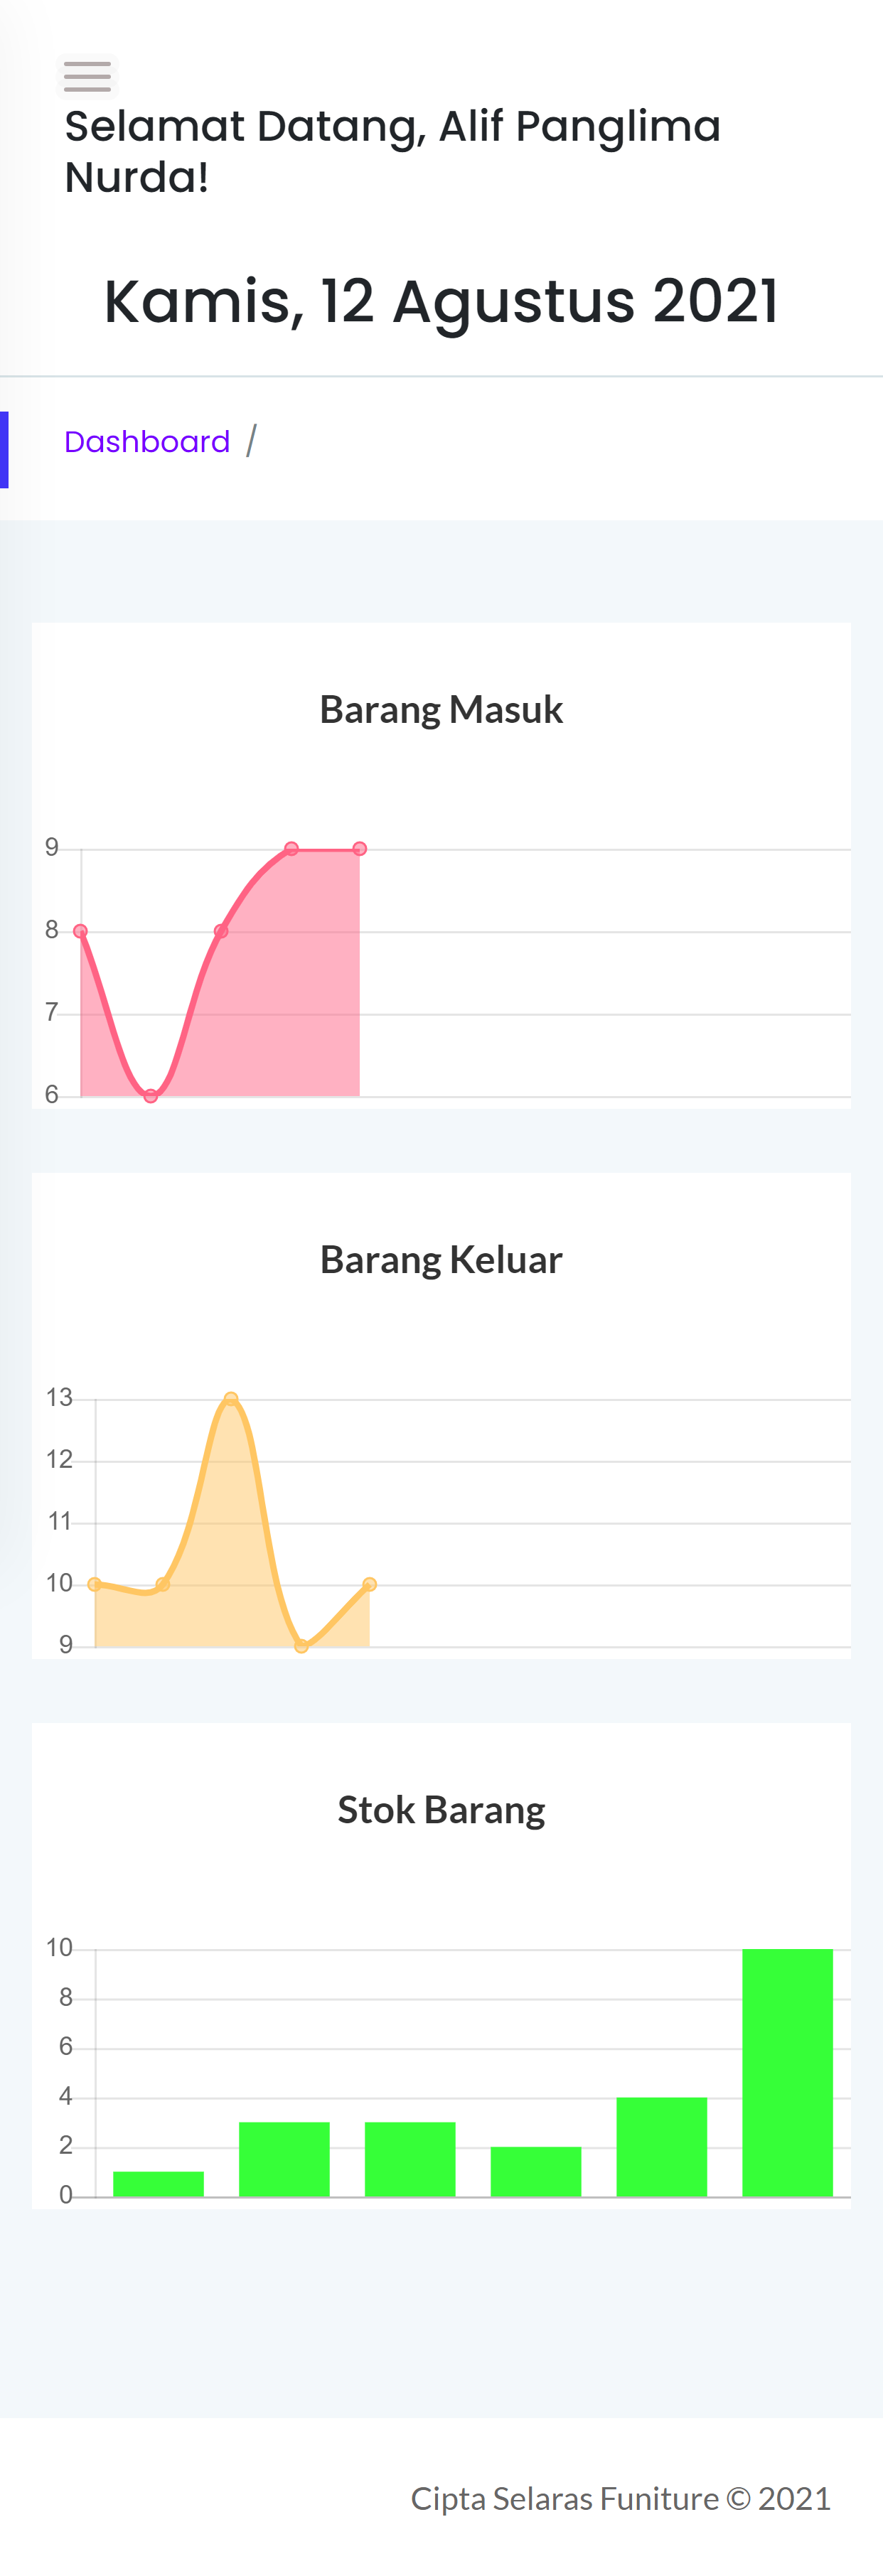 Selamat Datang, Alif Panglima
Nurda!
Kamis, 12 Agustus 2021
Dashboard /
Barang Masuk
9
8
7
6
Barang Keluar
13
12
11
10
9
Stok Barang
10
8
6
4
2
0
Cipta Selaras Funiture © 2021